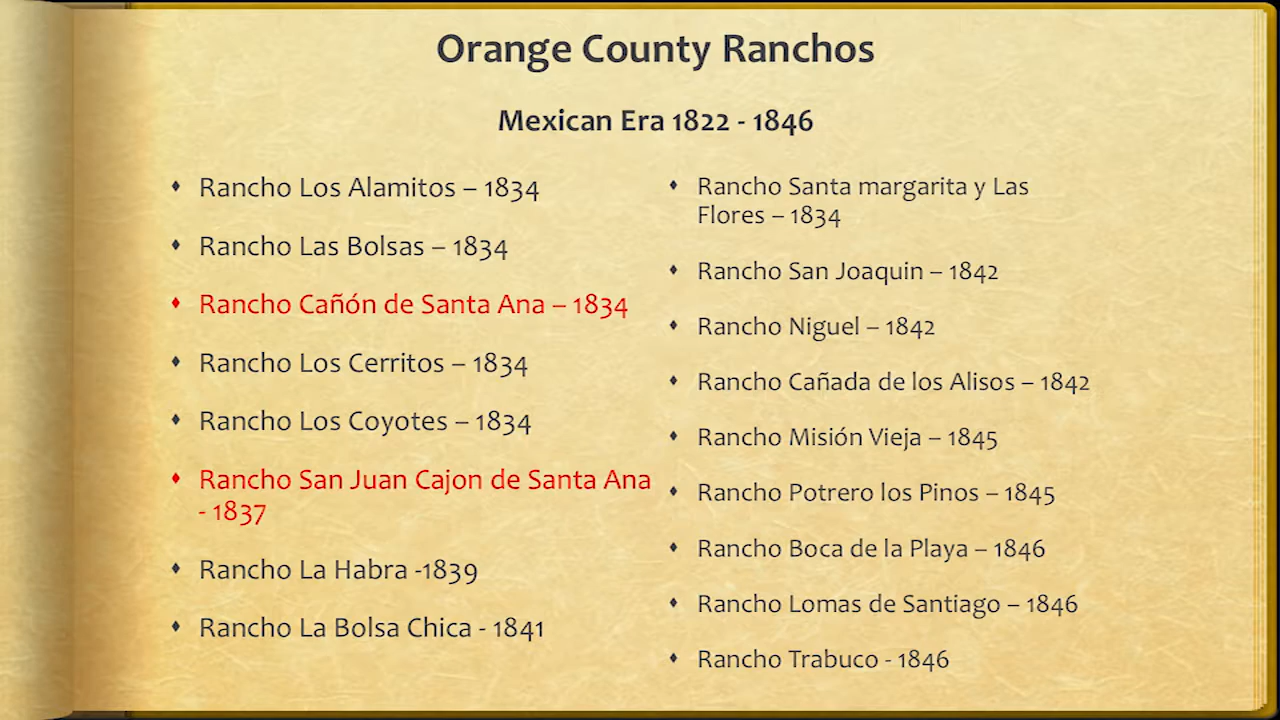 Orange County Ranchos
Mexican Era 1822 - 1846
Rancho Los Alamitos – 1834
Rancho Las Bolsas – 1834
Rancho Cañón de Santa Ana – 1834
Rancho Los Cerritos – 1834
Rancho Los Coyotes – 1834
Rancho San Juan Cajon de Santa Ana
- 1837
Rancho La Habra -1839
Rancho La Bolsa Chica - 1841
Rancho Santa margarita y Las
Flores – 1834
Rancho San Joaquin – 1842
Rancho Niguel – 1842
Rancho Cañada de los Alisos – 1842
Rancho Misión Vieja – 1845
Rancho Potrero los Pinos – 1845
Rancho Boca de la Playa – 1846
Rancho Lomas de Santiago – 1846
Rancho Trabuco - 1846